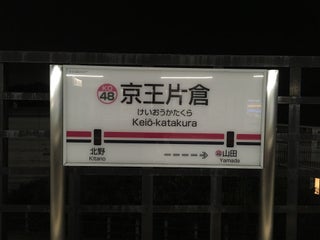 KO
48
京王片倉
けいおうかたくら
Keiō-katakura
北野
Kitano
山田
Yamada